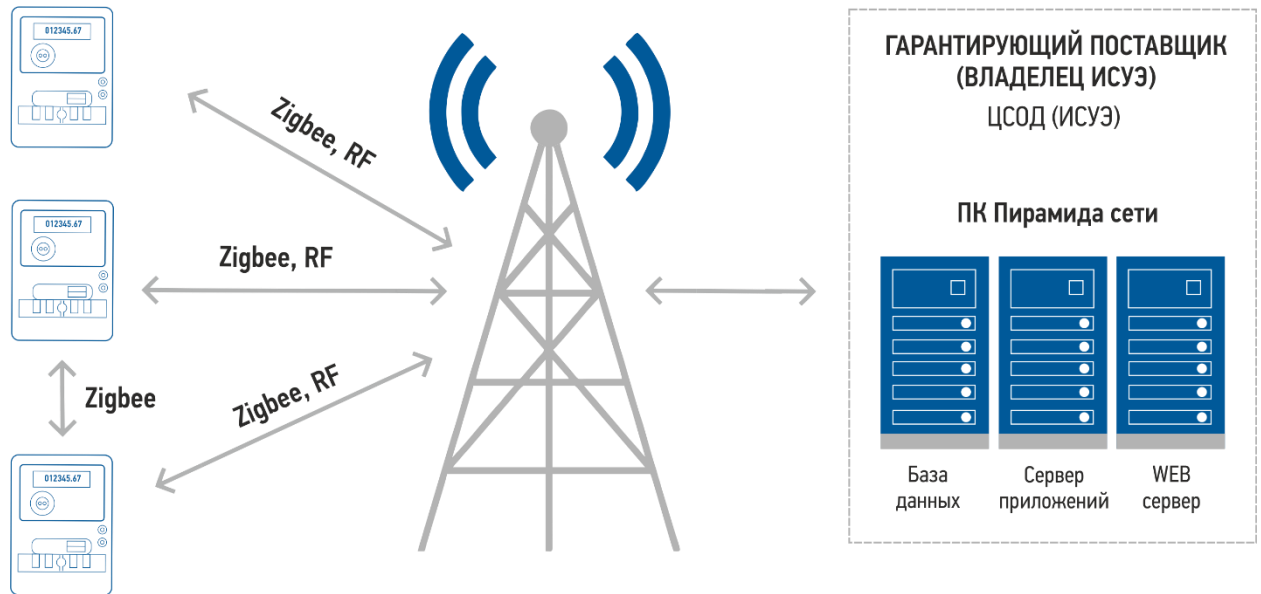 012345.67
Zigbee, RF
012345.67
Zigbee, RF
Zigbee
Zigbee, RF
012345.67
ГАРАНТИРУЮЩИЙ ПОСТАВЩИК
(ВЛАДЕЛЕЦ ИСУЭ)
ЦСОД (ИСУЭ)
ПК Пирамида сети
База
данных
Сервер
приложений
WEB
сервер